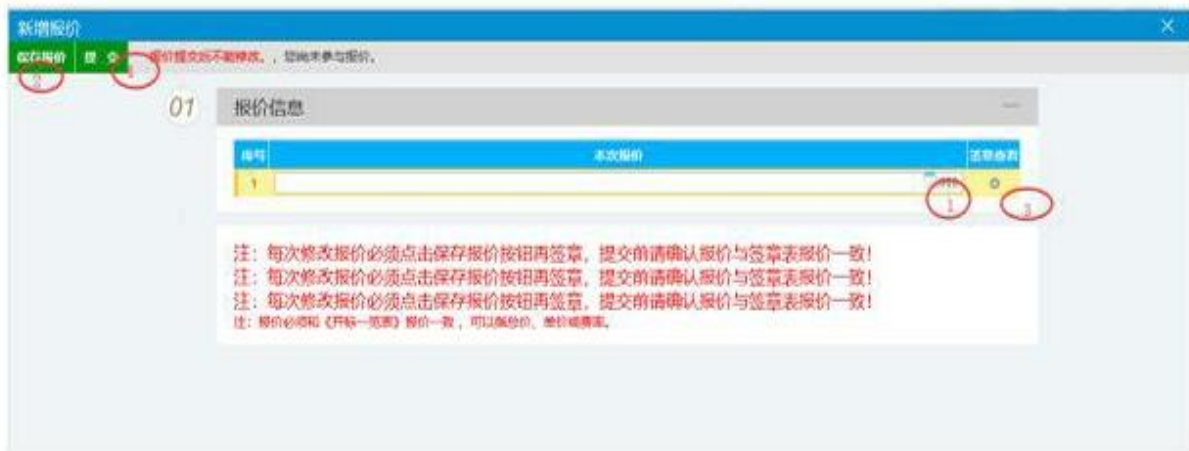 新增报价
保存报价 提 交 报价提交后不能修改。，您尚未参与报价。
2 4
01 报价信息
序号 本次报价 签章查看
1
1 3
注：每次修改报价必须点击保存报价按钮再签章，提交前请确认报价与签章表报价一致！
注：每次修改报价必须点击保存报价按钮再签章，提交前请确认报价与签章表报价一致！
注：每次修改报价必须点击保存报价按钮再签章，提交前请确认报价与签章表报价一致！
注：报价必须和《开标一览表》报价一致，可以是总价、单价或费率。